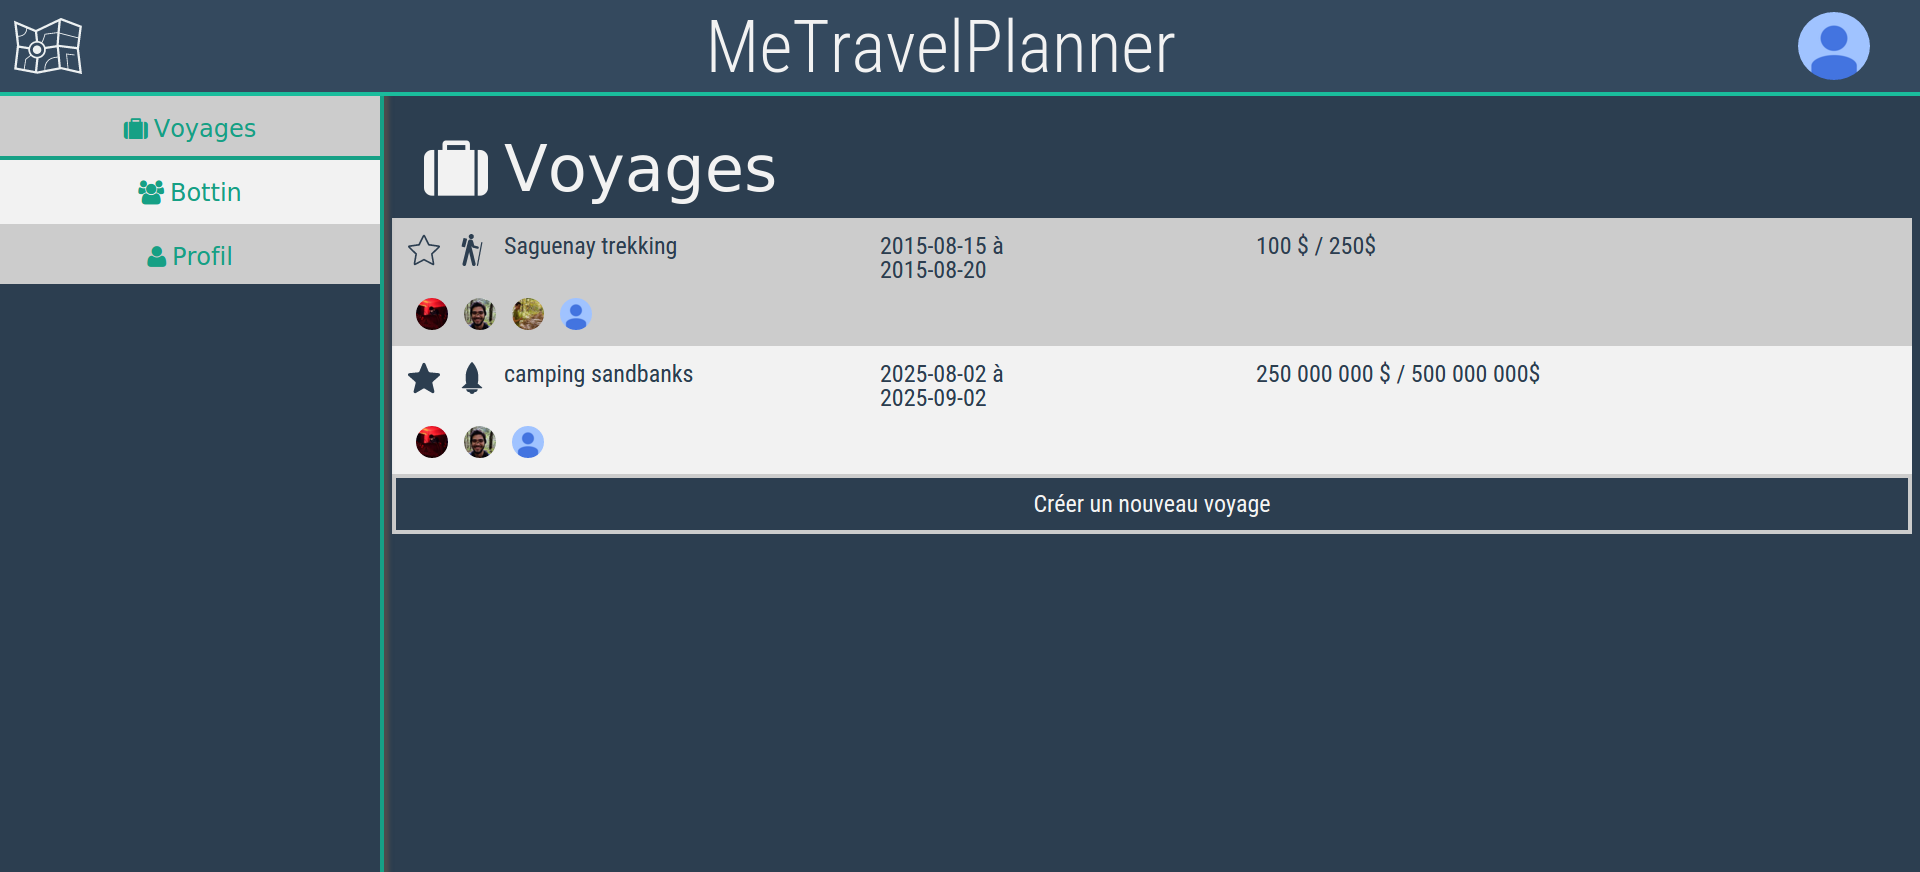 MeTravelPlanner
Voyages
Bottin
Profil
Voyages
Saguenay trekking
2015-08-15 à
2015-08-20
100 $ / 250$
camping sandbanks
2025-08-02 à
2025-09-02
250 000 000 $ / 500 000 000$
Créer un nouveau voyage